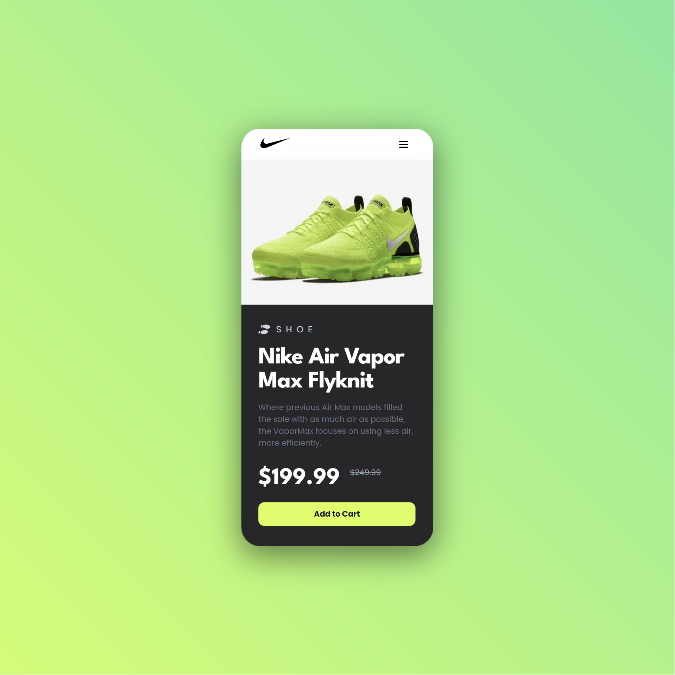 SHOE
Nike Air Vapor
Max Flyknit
Where previous Air Max models filled
the sole with as much air as possible,
the VaporMax focuses on using less air,
more efficiently.
$199.99 $249.99
Add to Cart